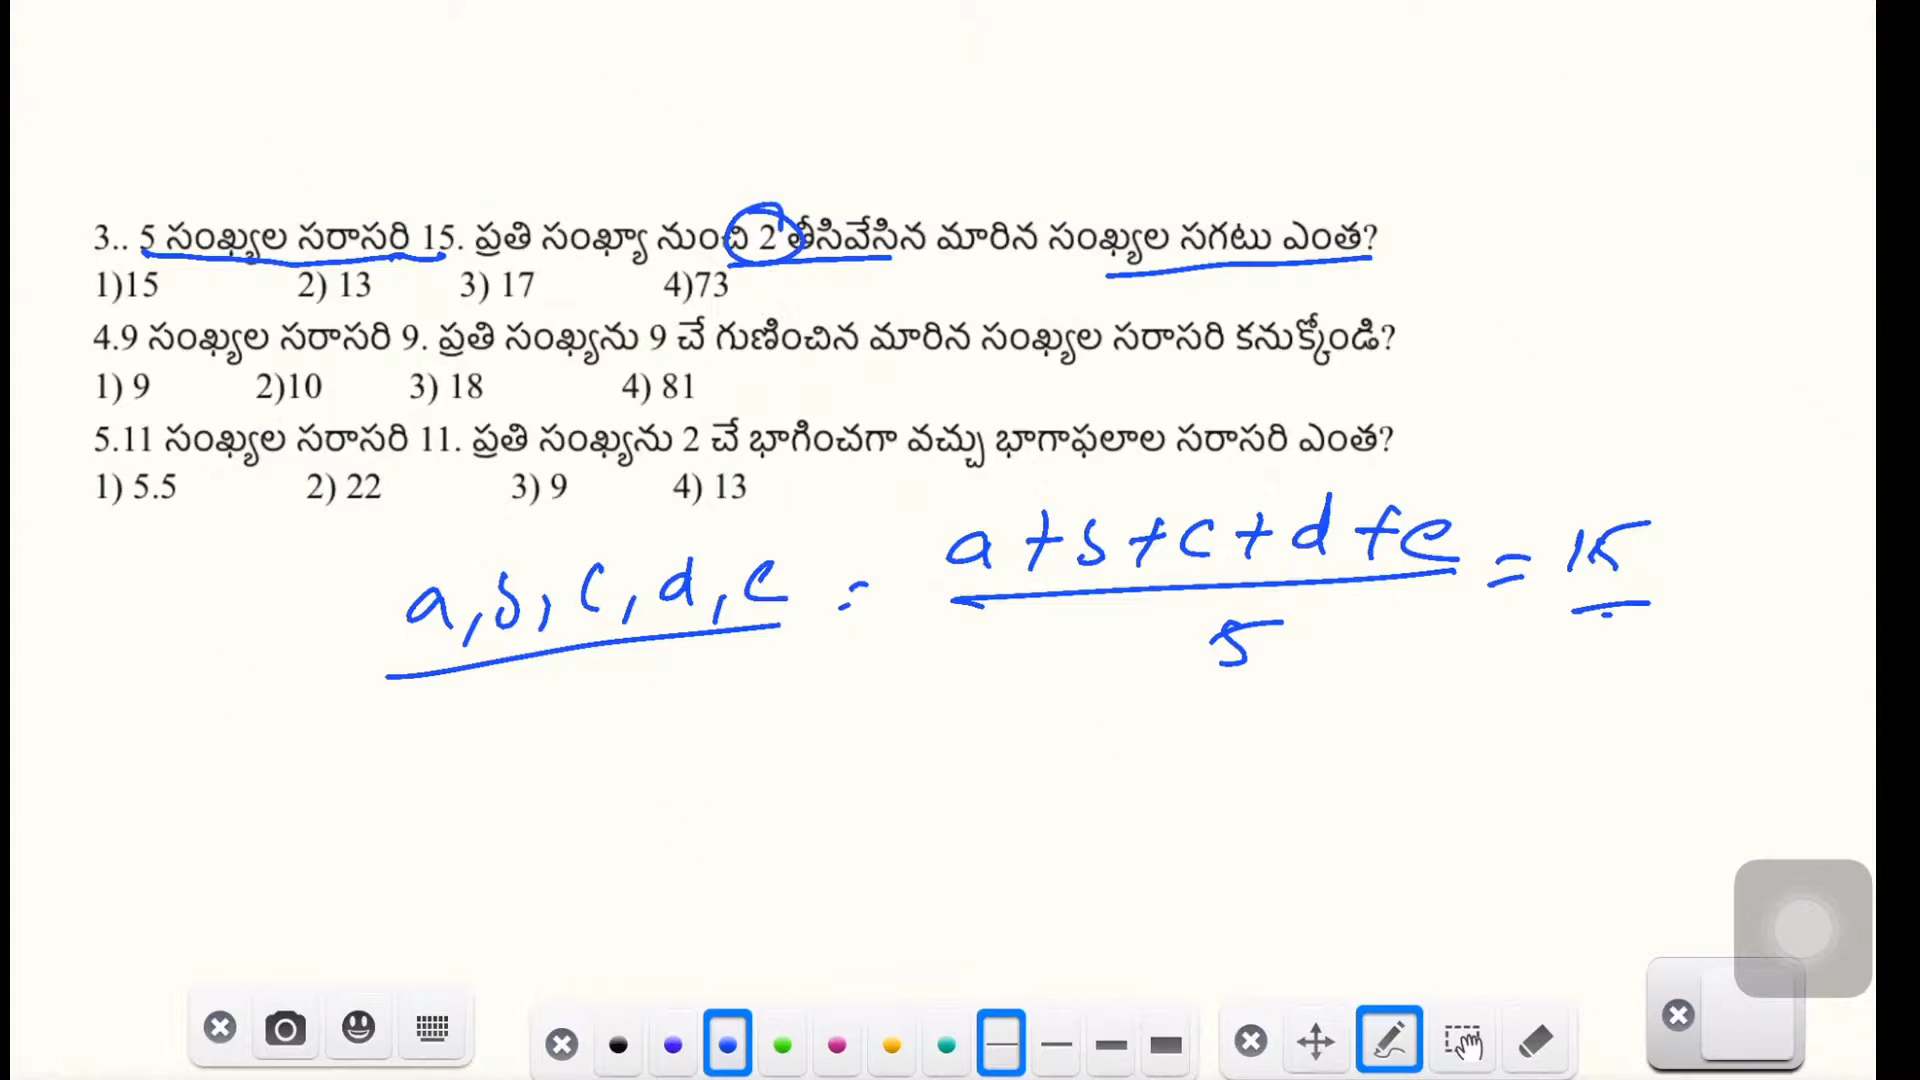 3.. 5 సంఖ్యల సరాసరి 15. ప్రతి సంఖ్యా నుంచి 2 తీసివేసిన మారిన సంఖ్యల సగటు ఎంత?
1)15 2) 13 3) 17 4)73
4.9 సంఖ్యల సరాసరి 9. ప్రతి సంఖ్యను 9 చే గుణించిన మారిన సంఖ్యల సరాసరి కనుక్కోండి?
1) 9 2)10 3) 18 4) 81
5.11 సంఖ్యల సరాసరి 11. ప్రతి సంఖ్యను 2 చే భాగించగా వచ్చు భాగాఫలాల సరాసరి ఎంత?
1) 5.5 2) 22 3) 9 4) 13
a, b, c, d, e = a+b+c+d+e = 15
5